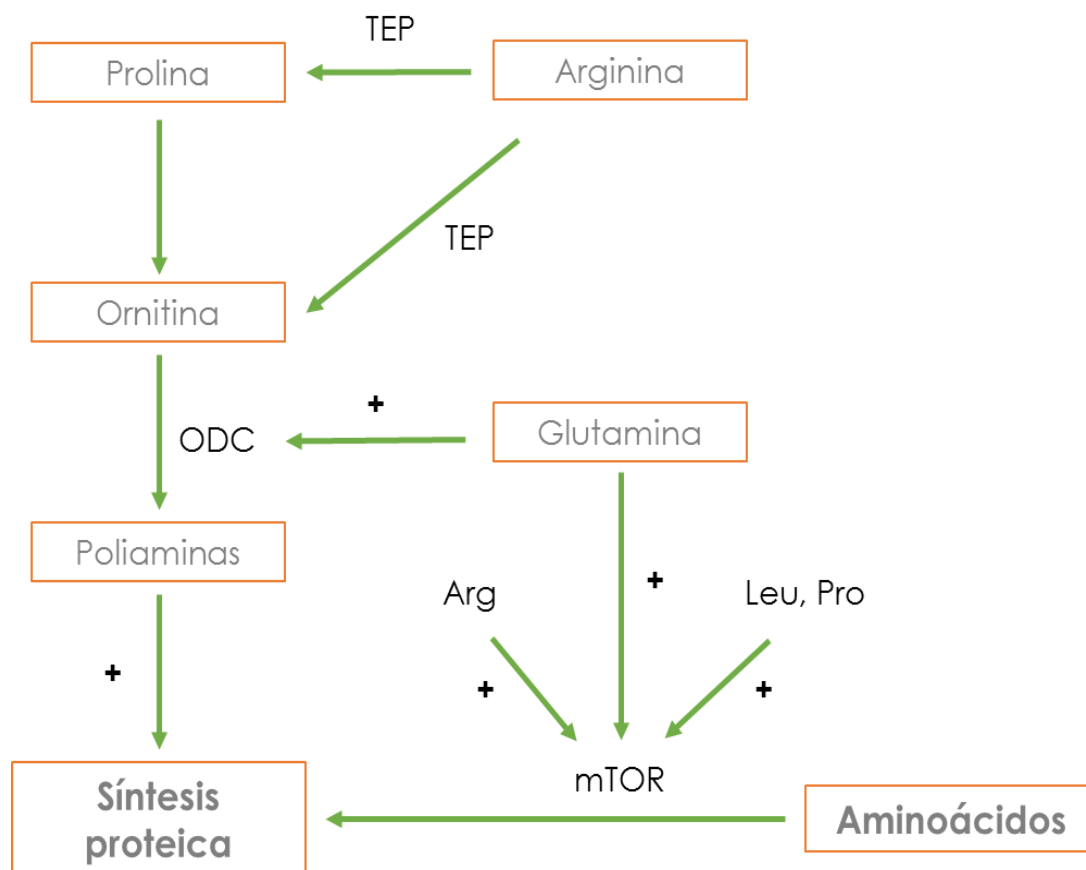 TEP
Prolina
Arginina
TEP
Ornitina
+
ODC
Glutamina
Poliaminas
+
Arg
Leu, Pro
+
+
+
mTOR
Síntesis
proteica
Aminoácidos